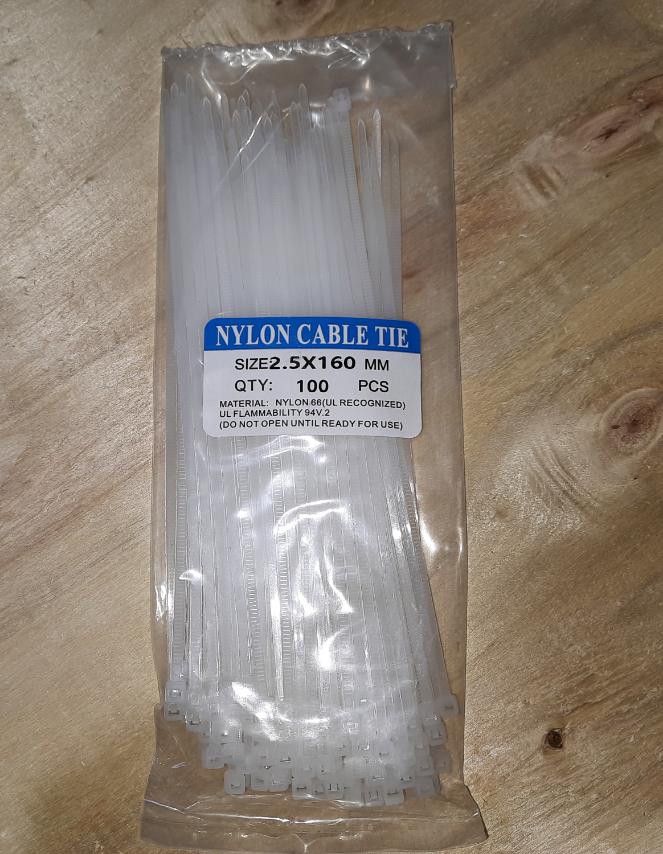 NYLON CABLE TIE
SIZE2.5X160 MM
QTY: 100 PCS
MATERIAL: NYLON 66(UL RECOGNIZED)
UL FLAMMABILITY 94V.2
(DO NOT OPEN UNTIL READY FOR USE)